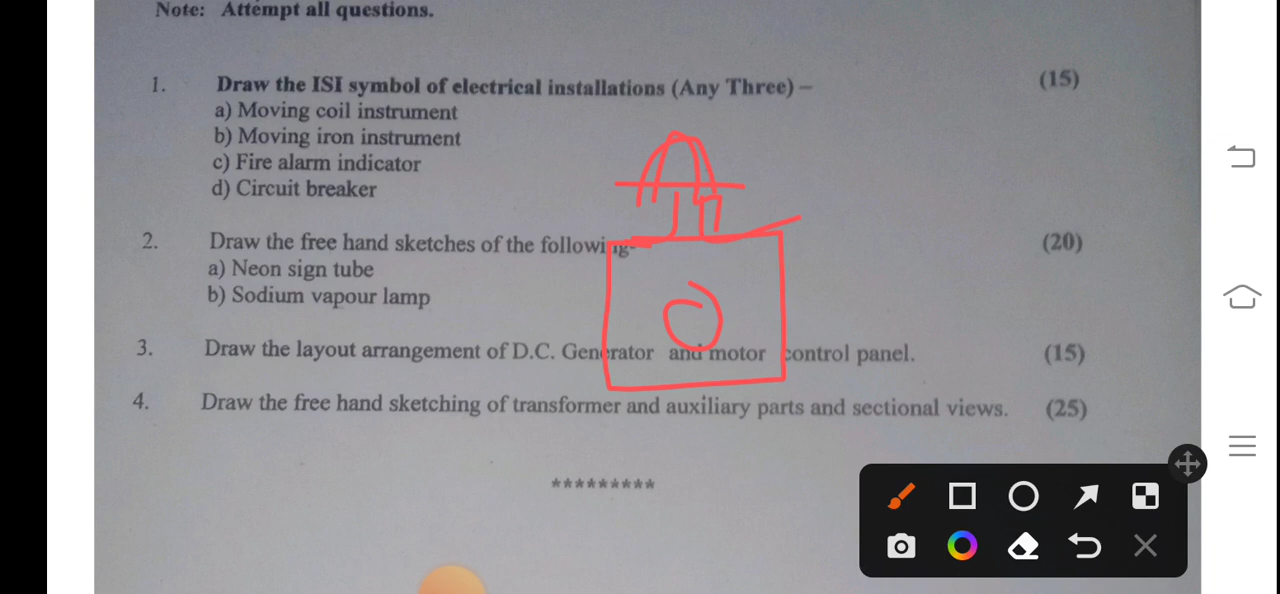 Note: Attempt all questions.
1. Draw the ISI symbol of electrical installations (Any Three) – (15)
a) Moving coil instrument
b) Moving iron instrument
c) Fire alarm indicator
d) Circuit breaker
2. Draw the free hand sketches of the following- (20)
a) Neon sign tube
b) Sodium vapour lamp
3. Draw the layout arrangement of D.C. Generator and motor control panel. (15)
4. Draw the free hand sketching of transformer and auxiliary parts and sectional views. (25)
*********